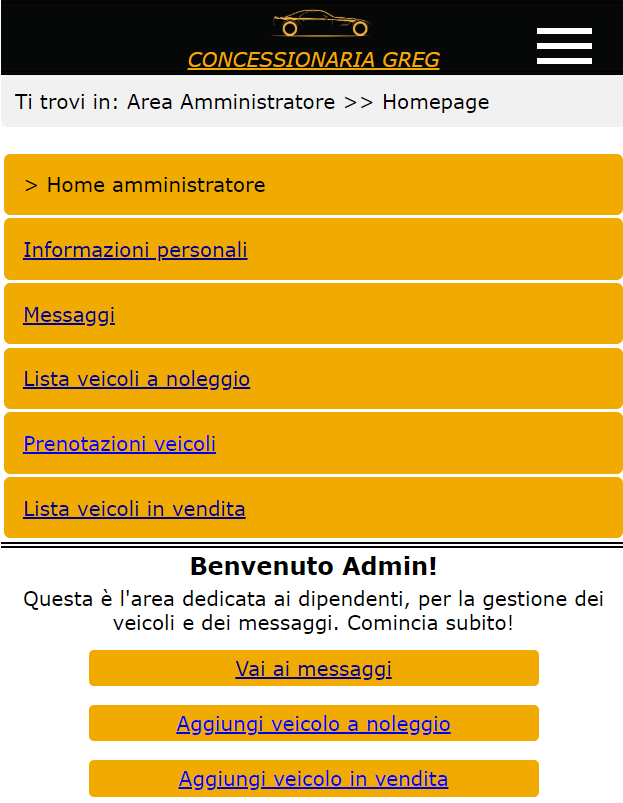 CONCESSIONARIA GREG
Ti trovi in: Area Amministratore >> Homepage
> Home amministratore
Informazioni personali
Messaggi
Lista veicoli a noleggio
Prenotazioni veicoli
Lista veicoli in vendita
Benvenuto Admin!
Questa è l'area dedicata ai dipendenti, per la gestione dei
veicoli e dei messaggi. Comincia subito!
Vai ai messaggi
Aggiungi veicolo a noleggio
Aggiungi veicolo in vendita